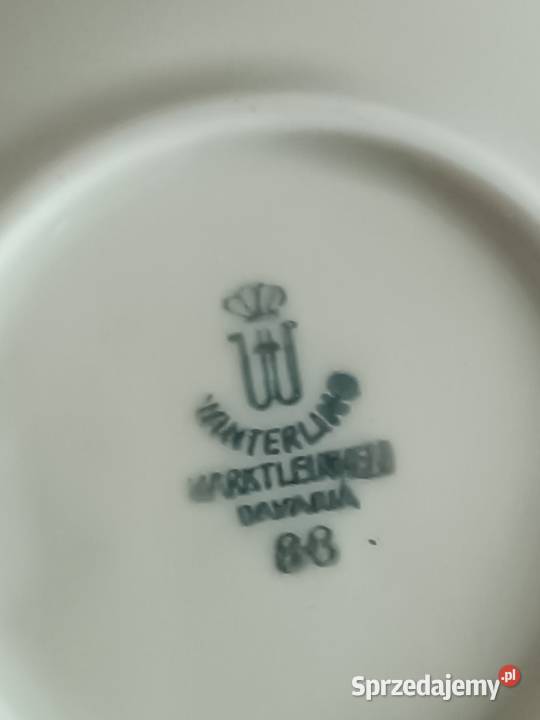 WINTERLING
MARKTLEUTHEN
BAVARIA
88
Sprzedajemy.pl